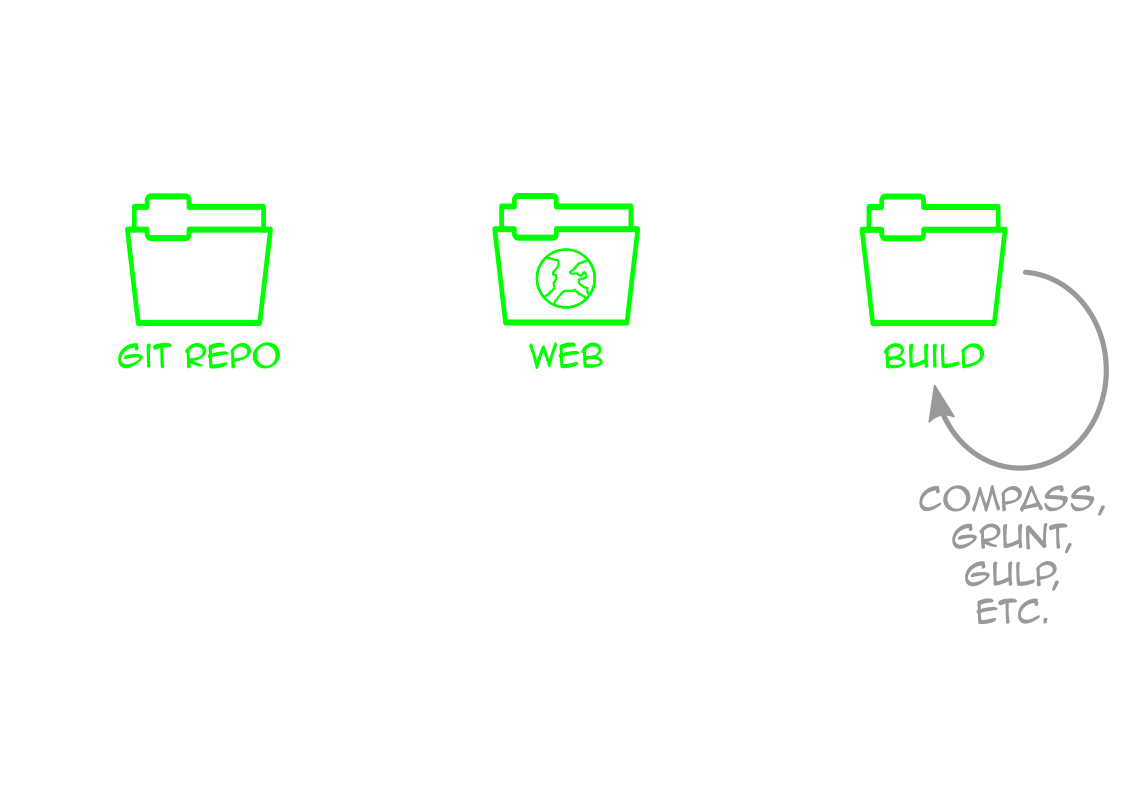 GIT REPO
WEB
BUILD
COMPASS,
GRUNT,
GULP,
ETC.